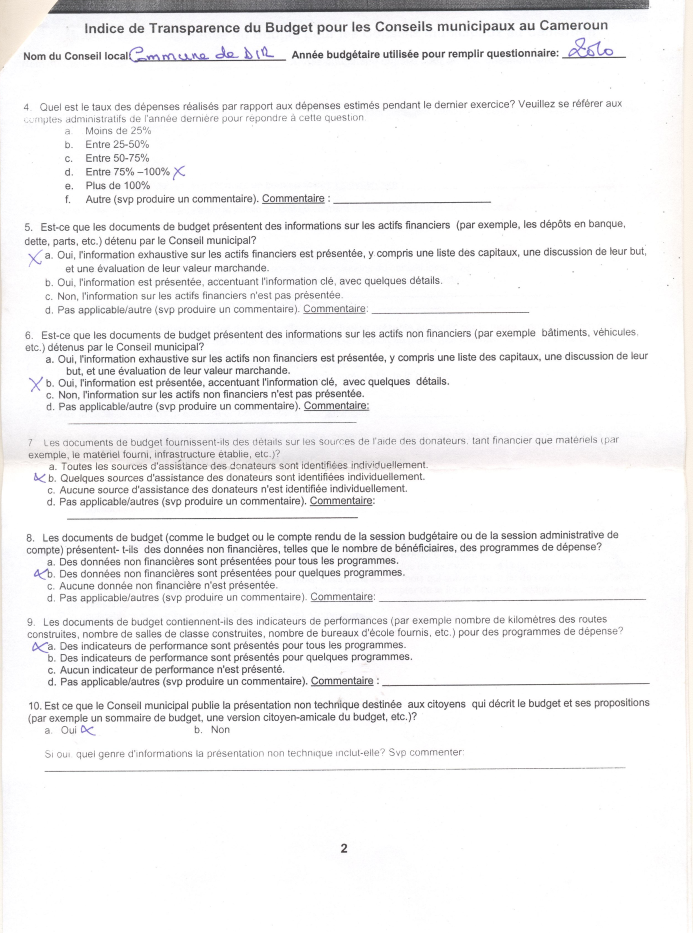 Indice de Transparence du Budget pour les Conseils municipaux au Cameroun
Nom du Conseil local Commune de DIR Année budgétaire utilisée pour remplir questionnaire: 2010
4. Quel est le taux des dépenses réalisés par rapport aux dépenses estimés pendant le dernier exercice? Veuillez se référer aux
comptes administratifs de l'année dernière pour répondre à cette question.
a. Moins de 25%
b. Entre 25-50%
c. Entre 50-75%
d. Entre 75% –100% X
e. Plus de 100%
f. Autre (svp produire un commentaire). Commentaire :
5. Est-ce que les documents de budget présentent des informations sur les actifs financiers (par exemple, les dépôts en banque,
dette, parts, etc.) détenu par le Conseil municipal?
X a. Oui, l'information exhaustive sur les actifs financiers est présentée, y compris une liste des capitaux, une discussion de leur but,
et une évaluation de leur valeur marchande.
b. Oui, l'information est présentée, accentuant l'information clé, avec quelques détails.
c. Non, l'information sur les actifs financiers n'est pas présentée.
d. Pas applicable/autre (svp produire un commentaire). Commentaire:
6. Est-ce que les documents de budget présentent des informations sur les actifs non financiers (par exemple bâtiments, véhicules.
etc.) détenus par le Conseil municipal?
a. Oui, l'information exhaustive sur les actifs non financiers est présentée, y compris une liste des capitaux, une discussion de leur
but, et une évaluation de leur valeur marchande.
X b. Oui, l'information est présentée, accentuant l'information clé, avec quelques détails.
c. Non, l'information sur les actifs non financiers n'est pas présentée.
d. Pas applicable/autre (svp produire un commentaire). Commentaire:
7 Les documents de budget fournissent-ils des détails sur les sources de l'aide des donateurs, tant financier que matériels (par
exemple, le matériel fourni, infrastructure établie, etc.)?
a. Toutes les sources d'assistance des donateurs sont identifiées individuellement.
X b. Quelques sources d'assistance des donateurs sont identifiées individuellement.
c. Aucune source d'assistance des donateurs n'est identifiée individuellement.
d. Pas applicable/autres (svp produire un commentaire). Commentaire:
8. Les documents de budget (comme le budget ou le compte rendu de la session budgétaire ou de la session administrative de
compte) présentent- t-ils des données non financières, telles que le nombre de bénéficiaires, des programmes de dépense?
a. Des données non financières sont présentées pour tous les programmes.
X b. Des données non financières sont présentées pour quelques programmes.
c. Aucune donnée non financière n'est présentée.
d. Pas applicable/autres (svp produire un commentaire). Commentaire:
9. Les documents de budget contiennent-ils des indicateurs de performances (par exemple nombre de kilomètres des routes
construites, nombre de salles de classe construites, nombre de bureaux d'école fournis, etc.) pour des programmes de dépense?
X a. Des indicateurs de performance sont présentés pour tous les programmes.
b. Des indicateurs de performance sont présentés pour quelques programmes.
c. Aucun indicateur de performance n'est présenté.
d. Pas applicable/autres (svp produire un commentaire). Commentaire :
10. Est ce que le Conseil municipal publie la présentation non technique destinée aux citoyens qui décrit le budget et ses propositions
(par exemple un sommaire de budget, une version citoyen-amicale du budget, etc.)?
a. Oui X b. Non
Si oui, quel genre d'informations la présentation non technique inclut-elle? Svp commenter:
2